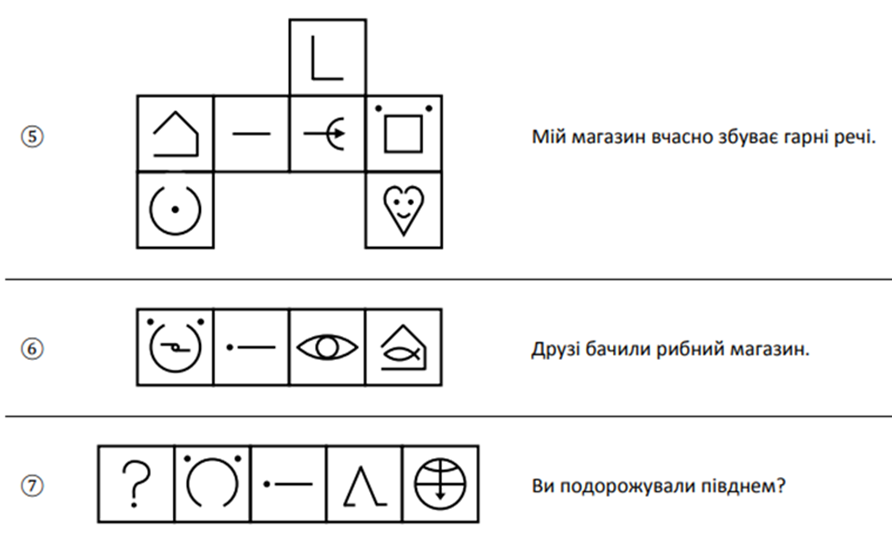 ⑤ Мій магазин вчасно збуває гарні речі.
⑥ Друзі бачили рибний магазин.
⑦ ? Ви подорожували півднем?